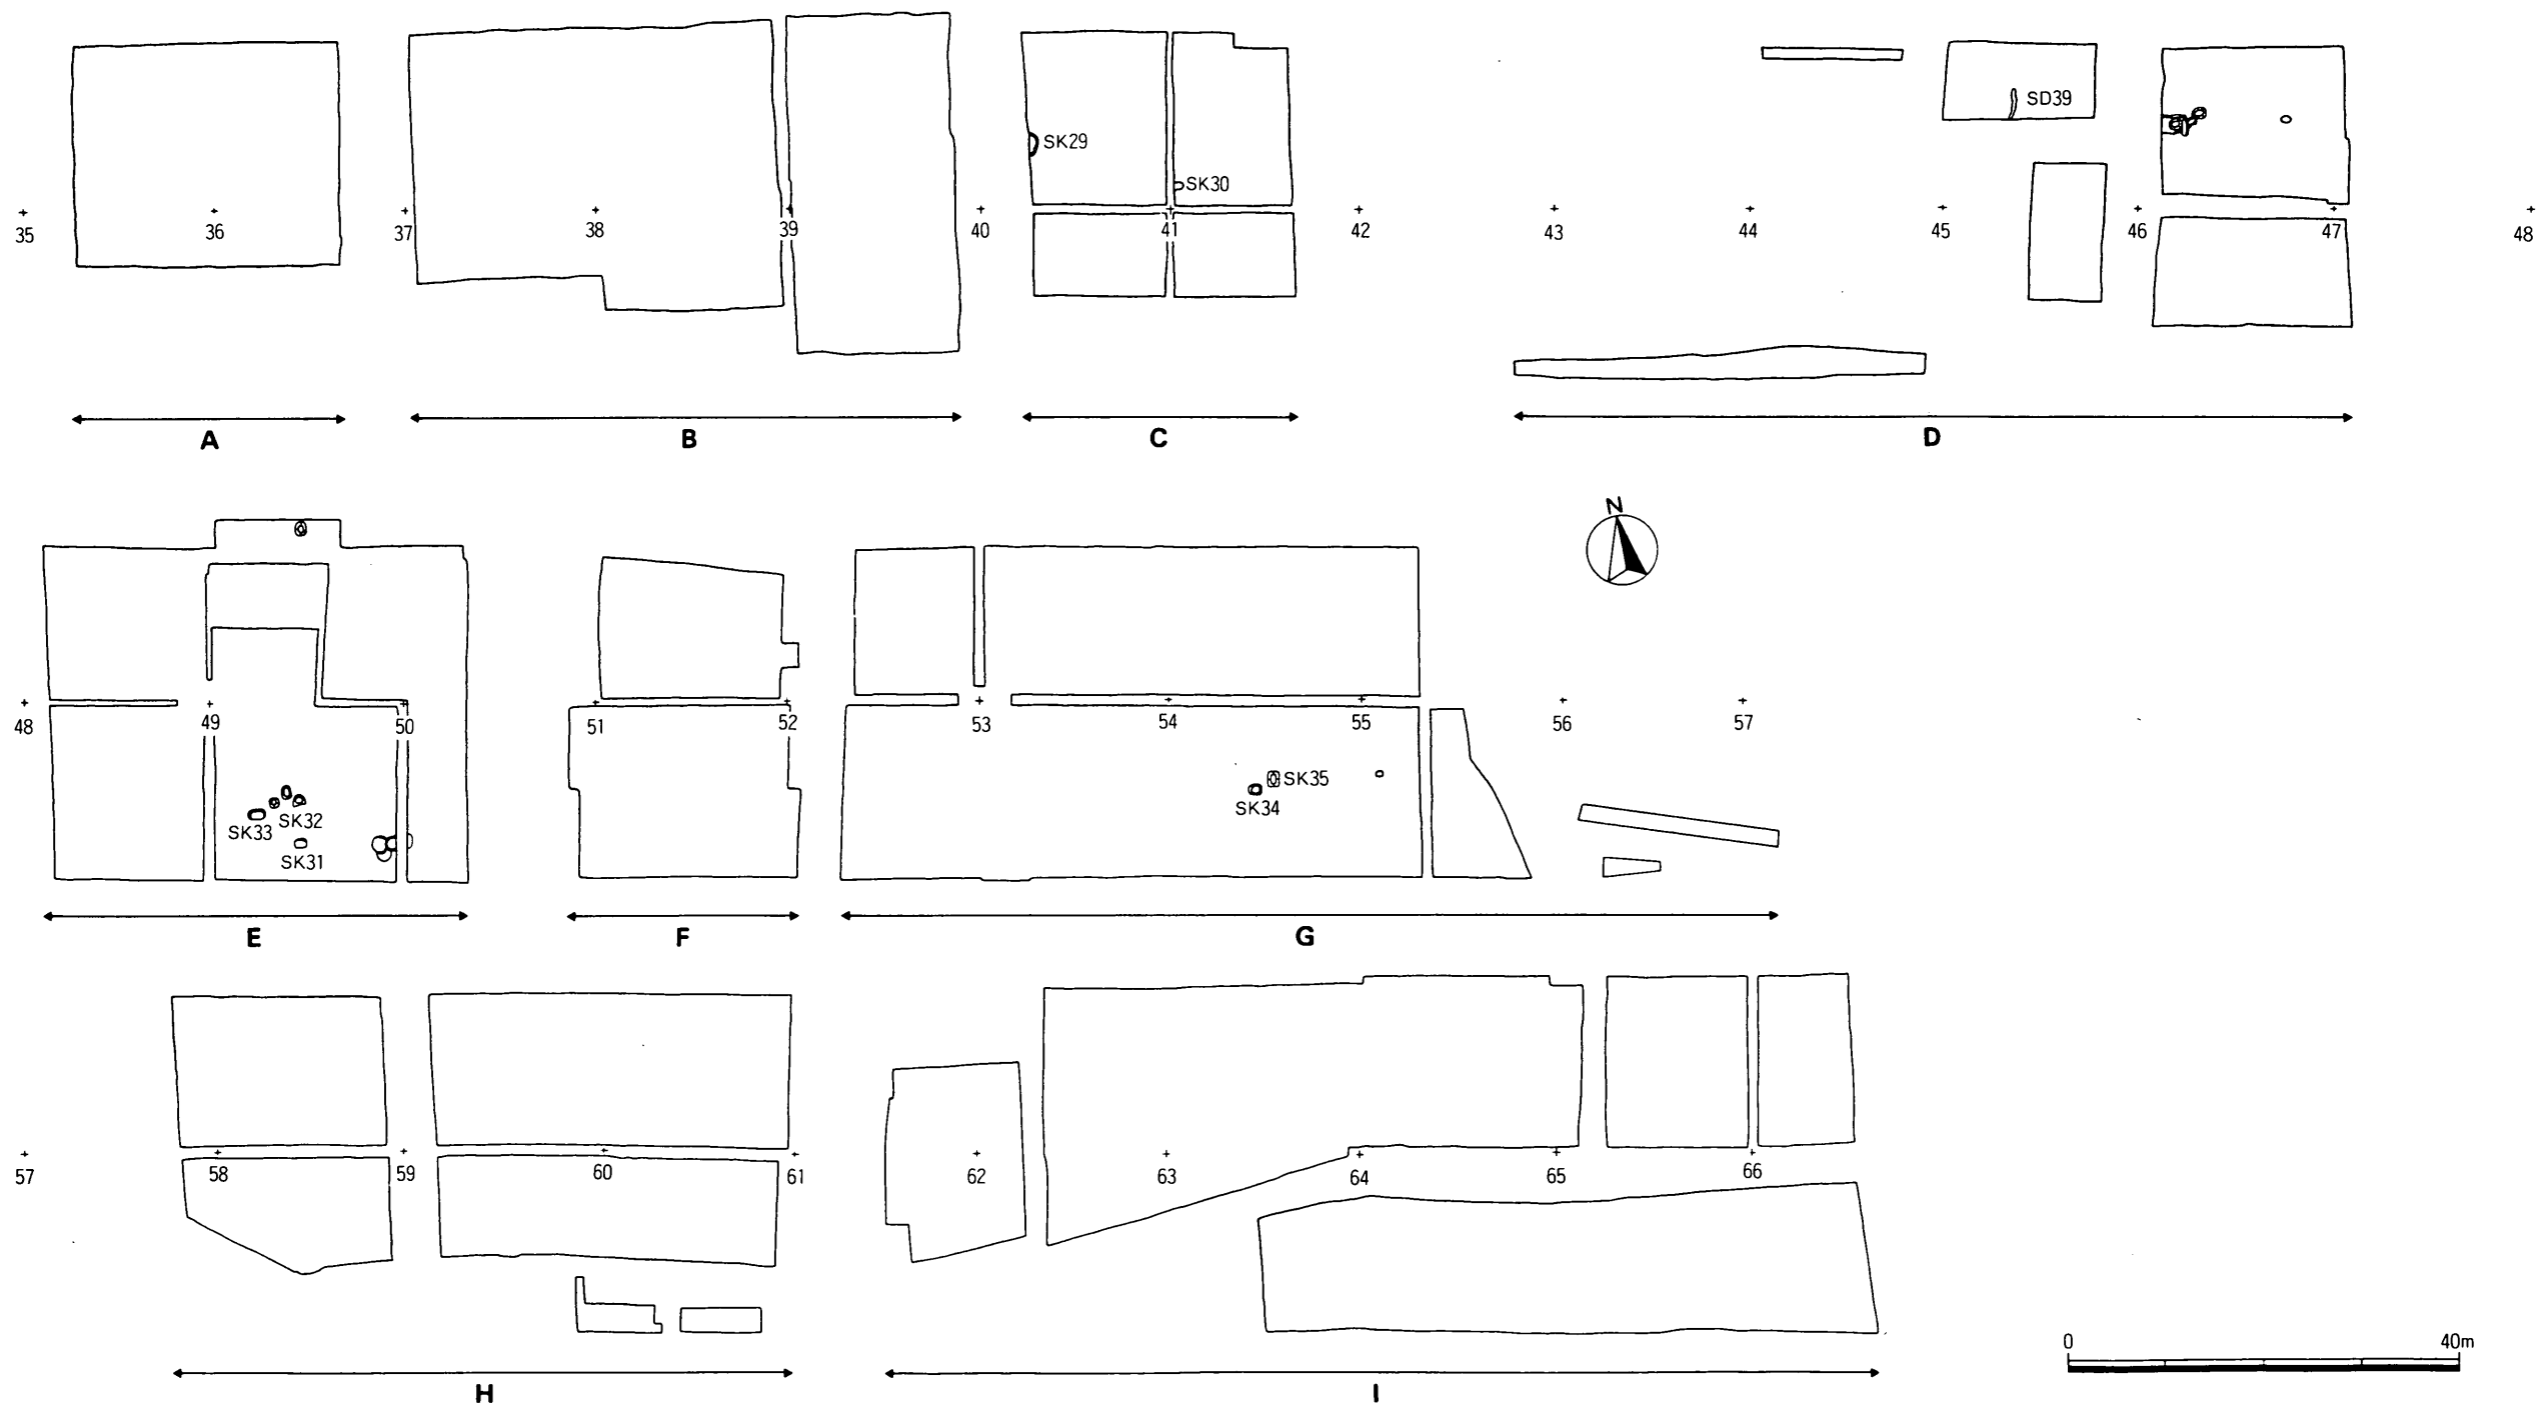 SD39
SK29
SK30
35 36 37 38 39 40 41 42 43 44 45 46 47 48
A B C D
N
48 49 50 51 52 53 54 55 56 57
SK35
SK34
SK33 SK32
SK31
E F G
57 58 59 60 61 62 63 64 65 66
0 40m
H I